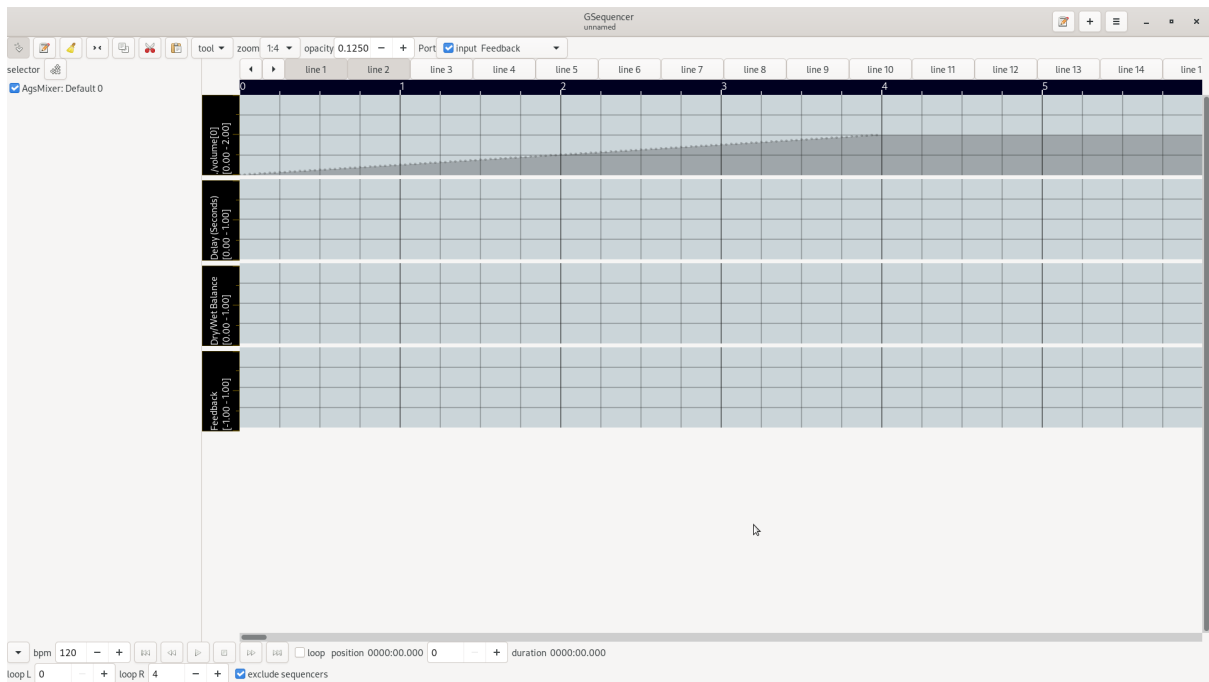 GSequencer
unnamed
tool zoom 1:4 opacity 0.1250 − + Port input Feedback
selector line 1 line 2 line 3 line 4 line 5 line 6 line 7 line 8 line 9 line 10 line 11 line 12 line 13 line 14 line 1
AgsMixer: Default 0
0 1 2 3 4 5
./volume[0]
[0.00 - 2.00]
Delay (Seconds)
[0.00 - 1.00]
Dry/Wet Balance
[0.00 - 1.00]
Feedback
[-1.00 - 1.00]
bpm 120 − + loop position 0000:00.000 0 − + duration 0000:00.000
loop L 0 − + loop R 4 − + exclude sequencers